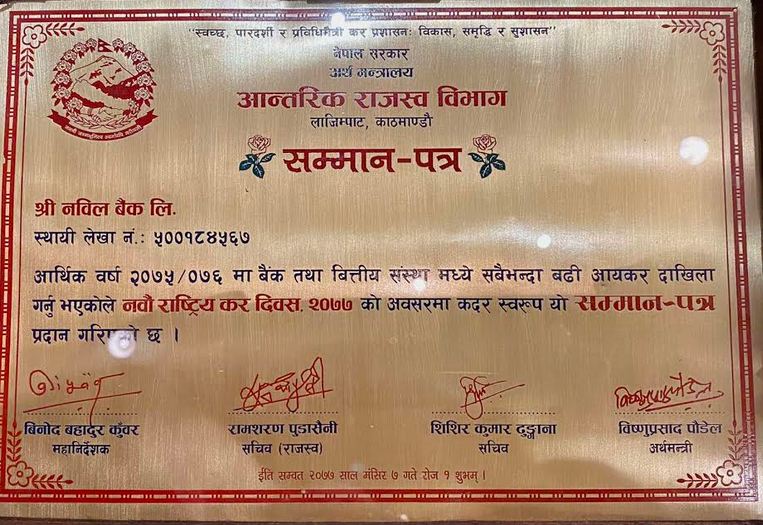 "स्वच्छ, पारदर्शी र प्रविधिमैत्री कर प्रशासनः विकास, समृद्धि र सुशासन"
नेपाल सरकार
अर्थ मन्त्रालय
आन्तरिक राजस्व विभाग
लाजिम्पाट, काठमाण्डौ
सम्मान-पत्र
श्री नविल बैंक लि.
स्थायी लेखा नं.: ५००१८४५६७
आर्थिक वर्ष २०७५/०७६ मा बैंक तथा बित्तीय संस्था मध्ये सबैभन्दा बढी आयकर दाखिला
गर्नु भएकोले नवौं राष्ट्रिय कर दिवस, २०७७ को अवसरमा कदर स्वरूप यो सम्मान-पत्र
प्रदान गरिएको छ ।
बिनोद बहादुर कुँवर
महानिर्देशक
रामशरण पुडासैनी
सचिव (राजस्व)
शिशिर कुमार ढुङ्गाना
सचिव
विष्णुप्रसाद पौडेल
अर्थमन्त्री
ईति सम्वत २०७७ साल मंसिर ७ गते रोज १ शुभम् ।